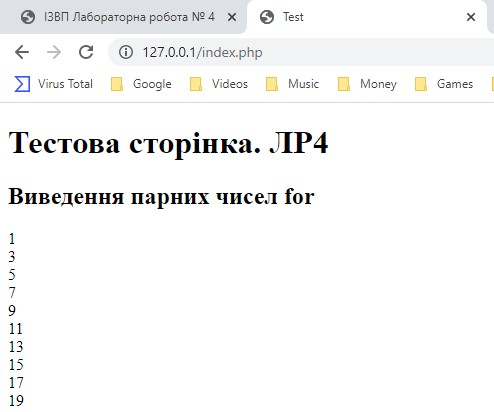 ІЗВП Лабораторна робота № 4
Test
127.0.0.1/index.php
Virus Total Google Videos Music Money Games
Тестова сторінка. ЛР4
Виведення парних чисел for
1
3
5
7
9
11
13
15
17
19